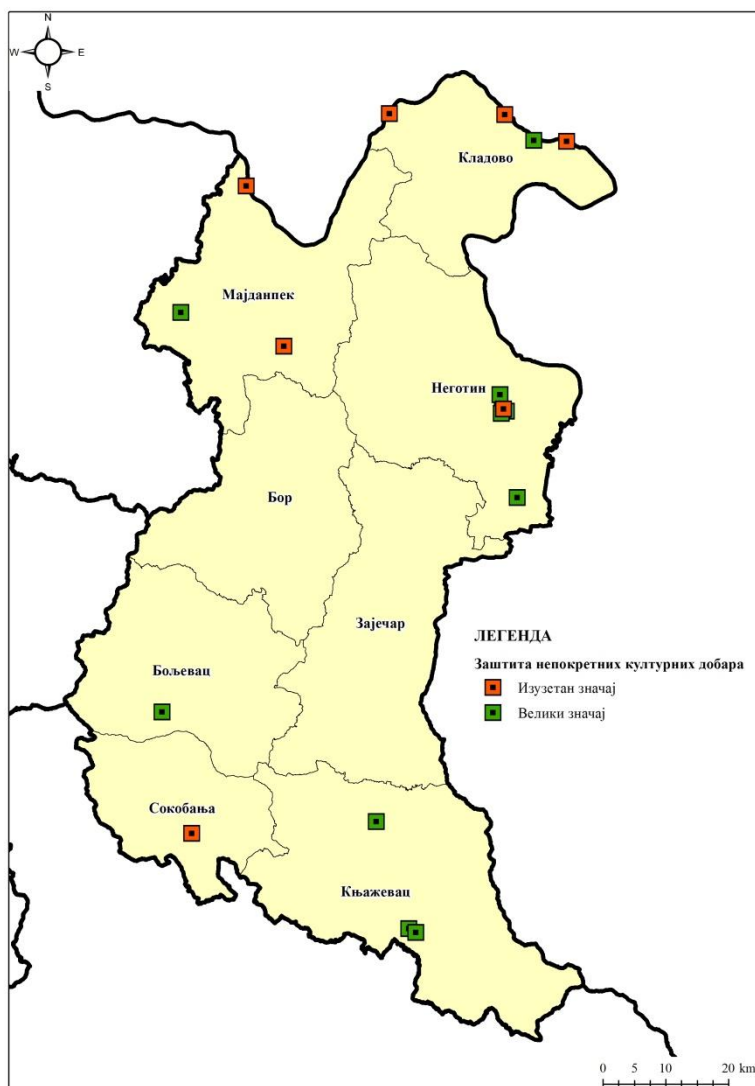 N
W
E
S
Кладово
Мајданпек
Неготин
Бор
Зајечар
ЛЕГЕНДА
Заштита непокретних културних добара
Изузетан значај
Велики значај
Бољевац
Сокобања
Књажевац
0 5 10 20 km